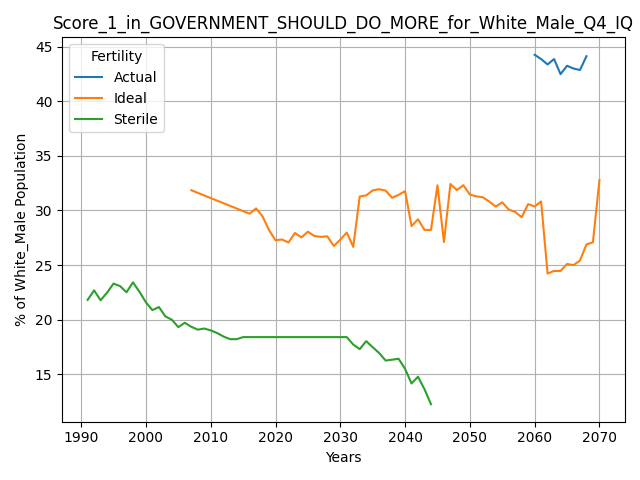 Score_1_in_GOVERNMENT_SHOULD_DO_MORE_for_White_Male_Q4_IQ
Fertility
Actual
Ideal
Sterile
% of White_Male Population
45
40
35
30
25
20
15
1990 2000 2010 2020 2030 2040 2050 2060 2070
Years